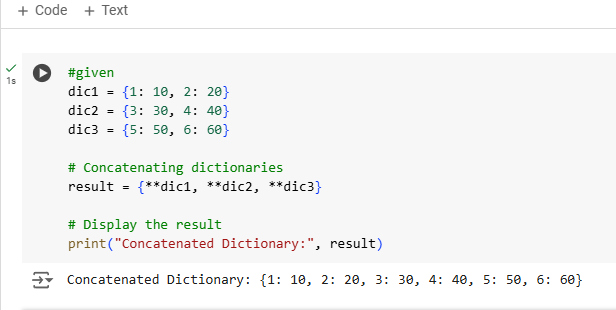 + Code + Text
1s
#given
dic1 = {1: 10, 2: 20}
dic2 = {3: 30, 4: 40}
dic3 = {5: 50, 6: 60}
# Concatenating dictionaries
result = {**dic1, **dic2, **dic3}
# Display the result
print("Concatenated Dictionary:", result)
Concatenated Dictionary: {1: 10, 2: 20, 3: 30, 4: 40, 5: 50, 6: 60}